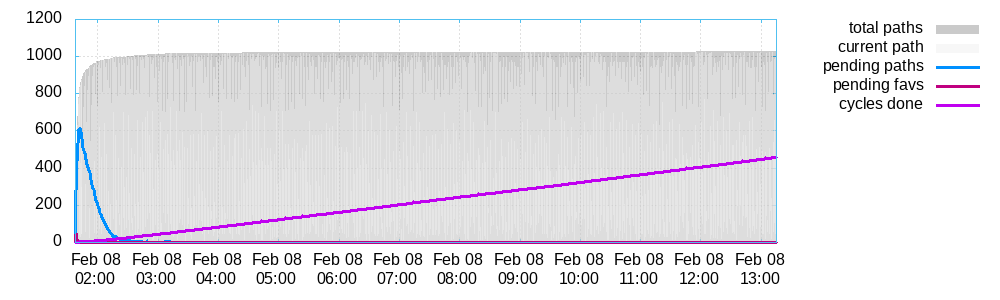 1200
1000
800
600
400
200
0
Feb 08 Feb 08 Feb 08 Feb 08 Feb 08 Feb 08 Feb 08 Feb 08 Feb 08 Feb 08 Feb 08 Feb 08
02:00 03:00 04:00 05:00 06:00 07:00 08:00 09:00 10:00 11:00 12:00 13:00
total paths
current path
pending paths
pending favs
cycles done